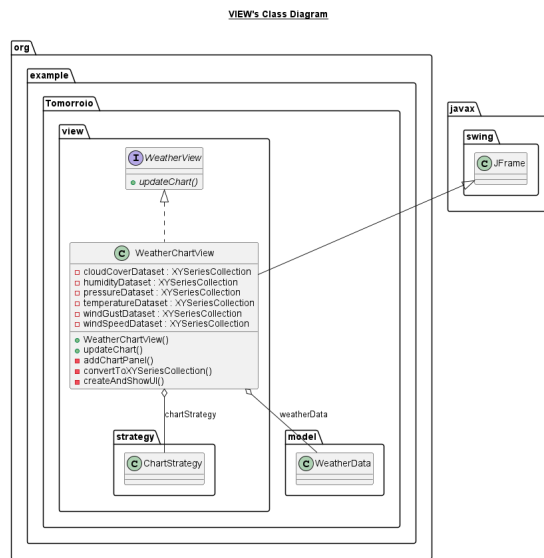 VIEW's Class Diagram
org
example
Tomorroio
view
I WeatherView
updateChart()
javax
swing
C JFrame
C WeatherChartView
cloudCoverDataset : XYSeriesCollection
humidityDataset : XYSeriesCollection
pressureDataset : XYSeriesCollection
temperatureDataset : XYSeriesCollection
windGustDataset : XYSeriesCollection
windSpeedDataset : XYSeriesCollection
WeatherChartView()
updateChart()
addChartPanel()
convertToXYSeriesCollection()
createAndShowUI()
chartStrategy
weatherData
strategy
C ChartStrategy
model
C WeatherData